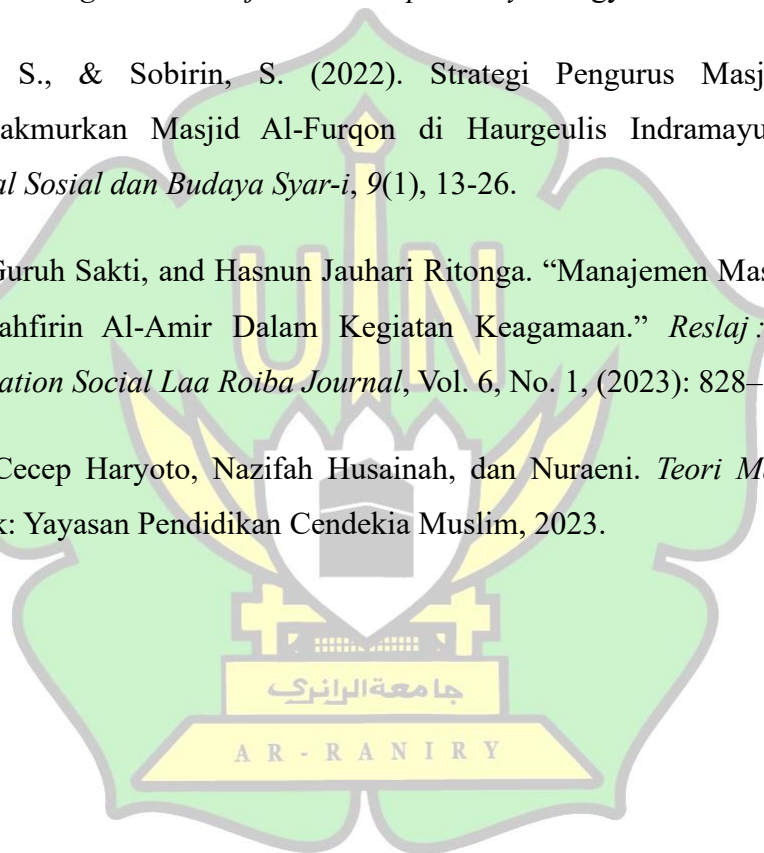 S., & Sobirin, S. (2022). Strategi Pengurus Masj
akmurkan Masjid Al-Furqon di Haurgeulis Indramayu
al Sosial dan Budaya Syar-i, 9(1), 13-26.
Guruh Sakti, and Hasnun Jauhari Ritonga. “Manajemen Mas
ahfirin Al-Amir Dalam Kegiatan Keagamaan.” Reslaj :
ation Social Laa Roiba Journal, Vol. 6, No. 1, (2023): 828–
Cecep Haryoto, Nazifah Husainah, dan Nuraeni. Teori M
k: Yayasan Pendidikan Cendekia Muslim, 2023.
UIN
جامعةالرانري
AR-RANIRY